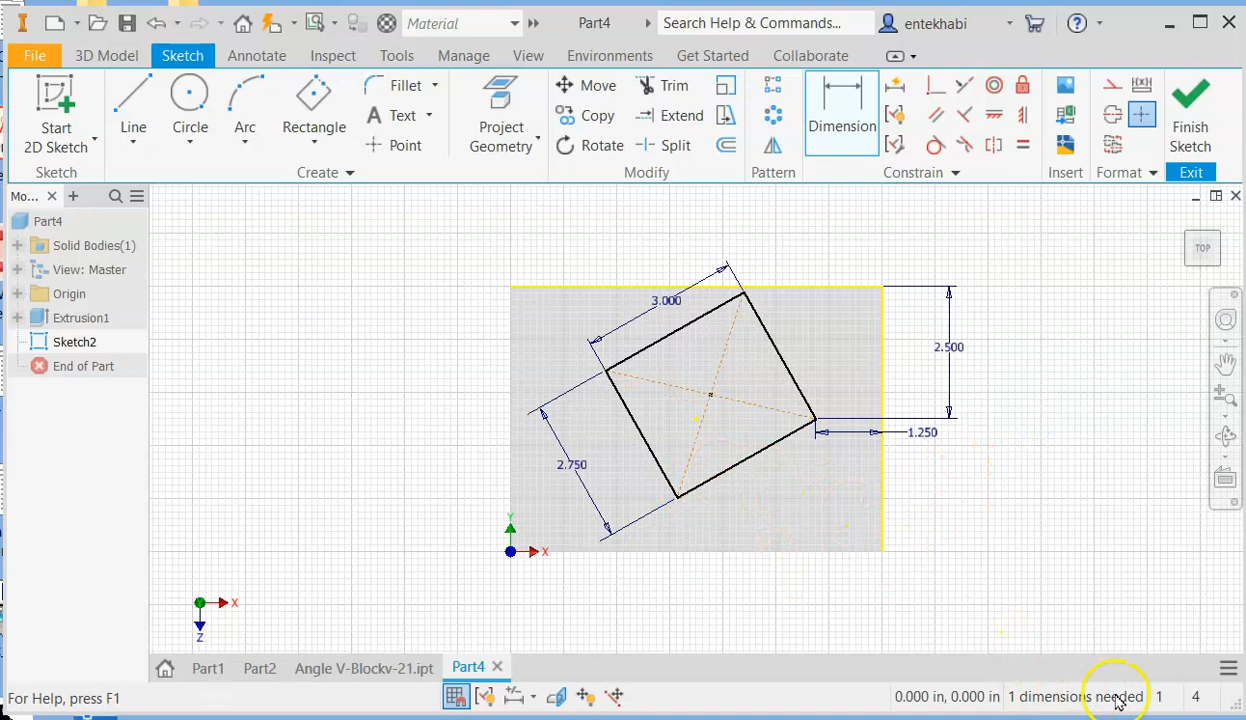 Material
Part4
Search Help & Commands...
entekhabi
File
3D Model
Sketch
Annotate
Inspect
Tools
Manage
View
Environments
Get Started
Collaborate
Start
2D Sketch
Line
Circle
Arc
Rectangle
Fillet
Text
Point
Project
Geometry
Move
Copy
Rotate
Trim
Extend
Split
Dimension
Finish
Sketch
Sketch
Create
Modify
Pattern
Constrain
Insert
Format
Exit
Mo...
Part4
Solid Bodies(1)
View: Master
Origin
Extrusion1
Sketch2
End of Part
TOP
3.000
2.500
1.250
2.750
Y
X
X
Z
Part1
Part2
Angle V-Blockv-21.ipt
Part4
For Help, press F1
0.000 in, 0.000 in
1 dimensions needed
1
4